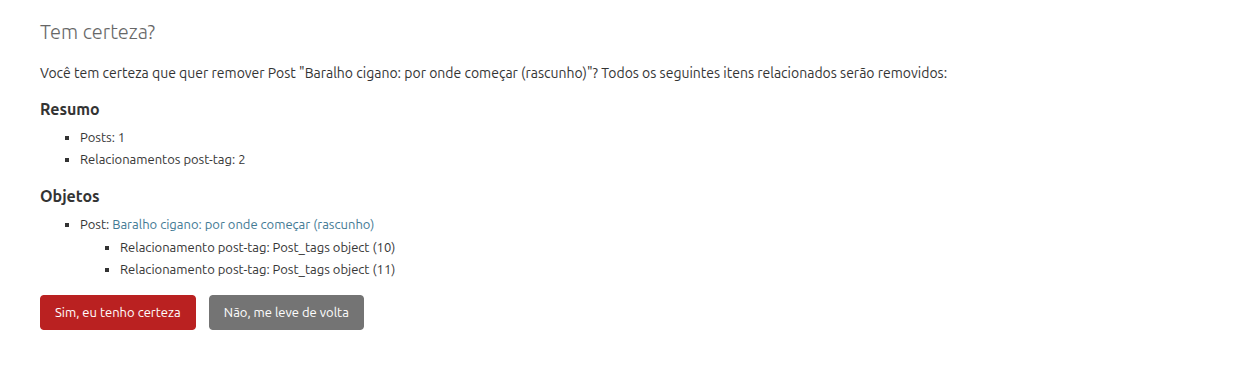 Tem certeza?
Você tem certeza que quer remover Post "Baralho cigano: por onde começar (rascunho)"? Todos os seguintes itens relacionados serão removidos:
Resumo
Posts: 1
Relacionamentos post-tag: 2
Objetos
Post: Baralho cigano: por onde começar (rascunho)
Relacionamento post-tag: Post_tags object (10)
Relacionamento post-tag: Post_tags object (11)
Sim, eu tenho certeza Não, me leve de volta